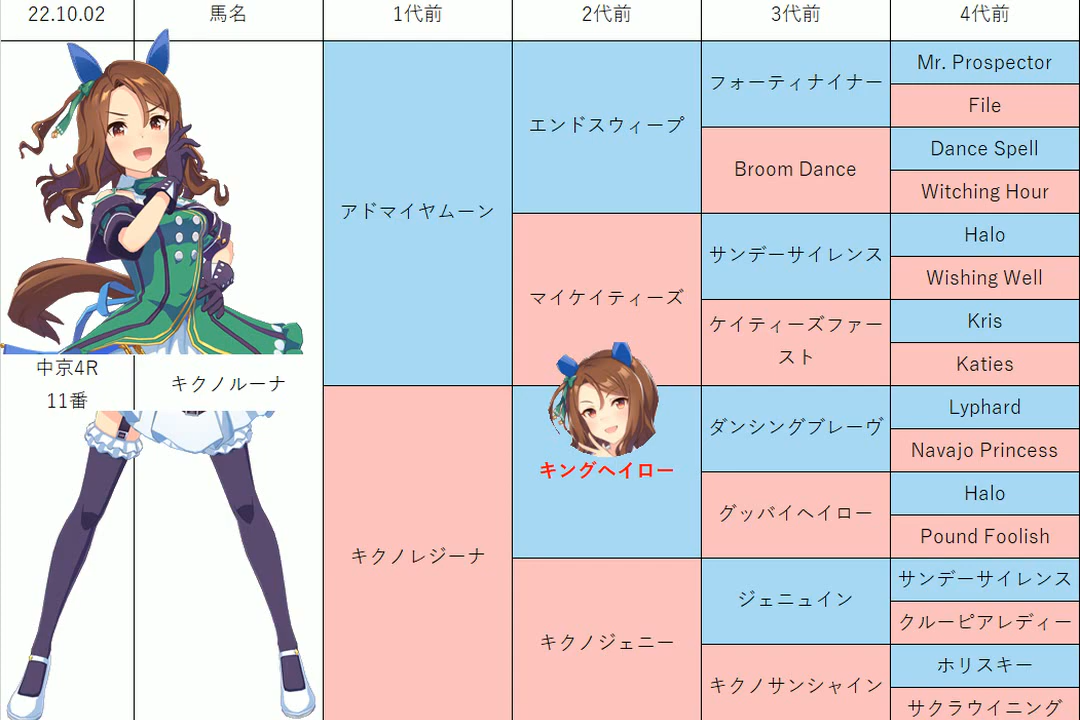 22.10.02
馬名
1代前
2代前
3代前
4代前
中京4R
11番
キクノルーナ
アドマイヤムーン
キクノレジーナ
エンドスウィープ
マイケイティーズ
キングヘイロー
キクノジェニー
フォーティナイナー
Broom Dance
サンデーサイレンス
ケイティーズファー
スト
ダンシングブレーヴ
グッバイヘイロー
ジェニュイン
キクノサンシャイン
Mr. Prospector
File
Dance Spell
Witching Hour
Halo
Wishing Well
Kris
Katies
Lyphard
Navajo Princess
Halo
Pound Foolish
サンデーサイレンス
クルーピアレディー
ホリスキー
サクラウイニング